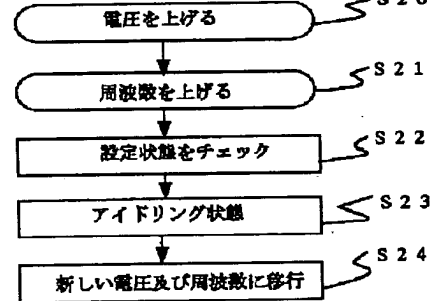 S20
電圧を上げる
S21
周波数を上げる
S22
設定状態をチェック
S23
アイドリング状態
S24
新しい電圧及び周波数に移行